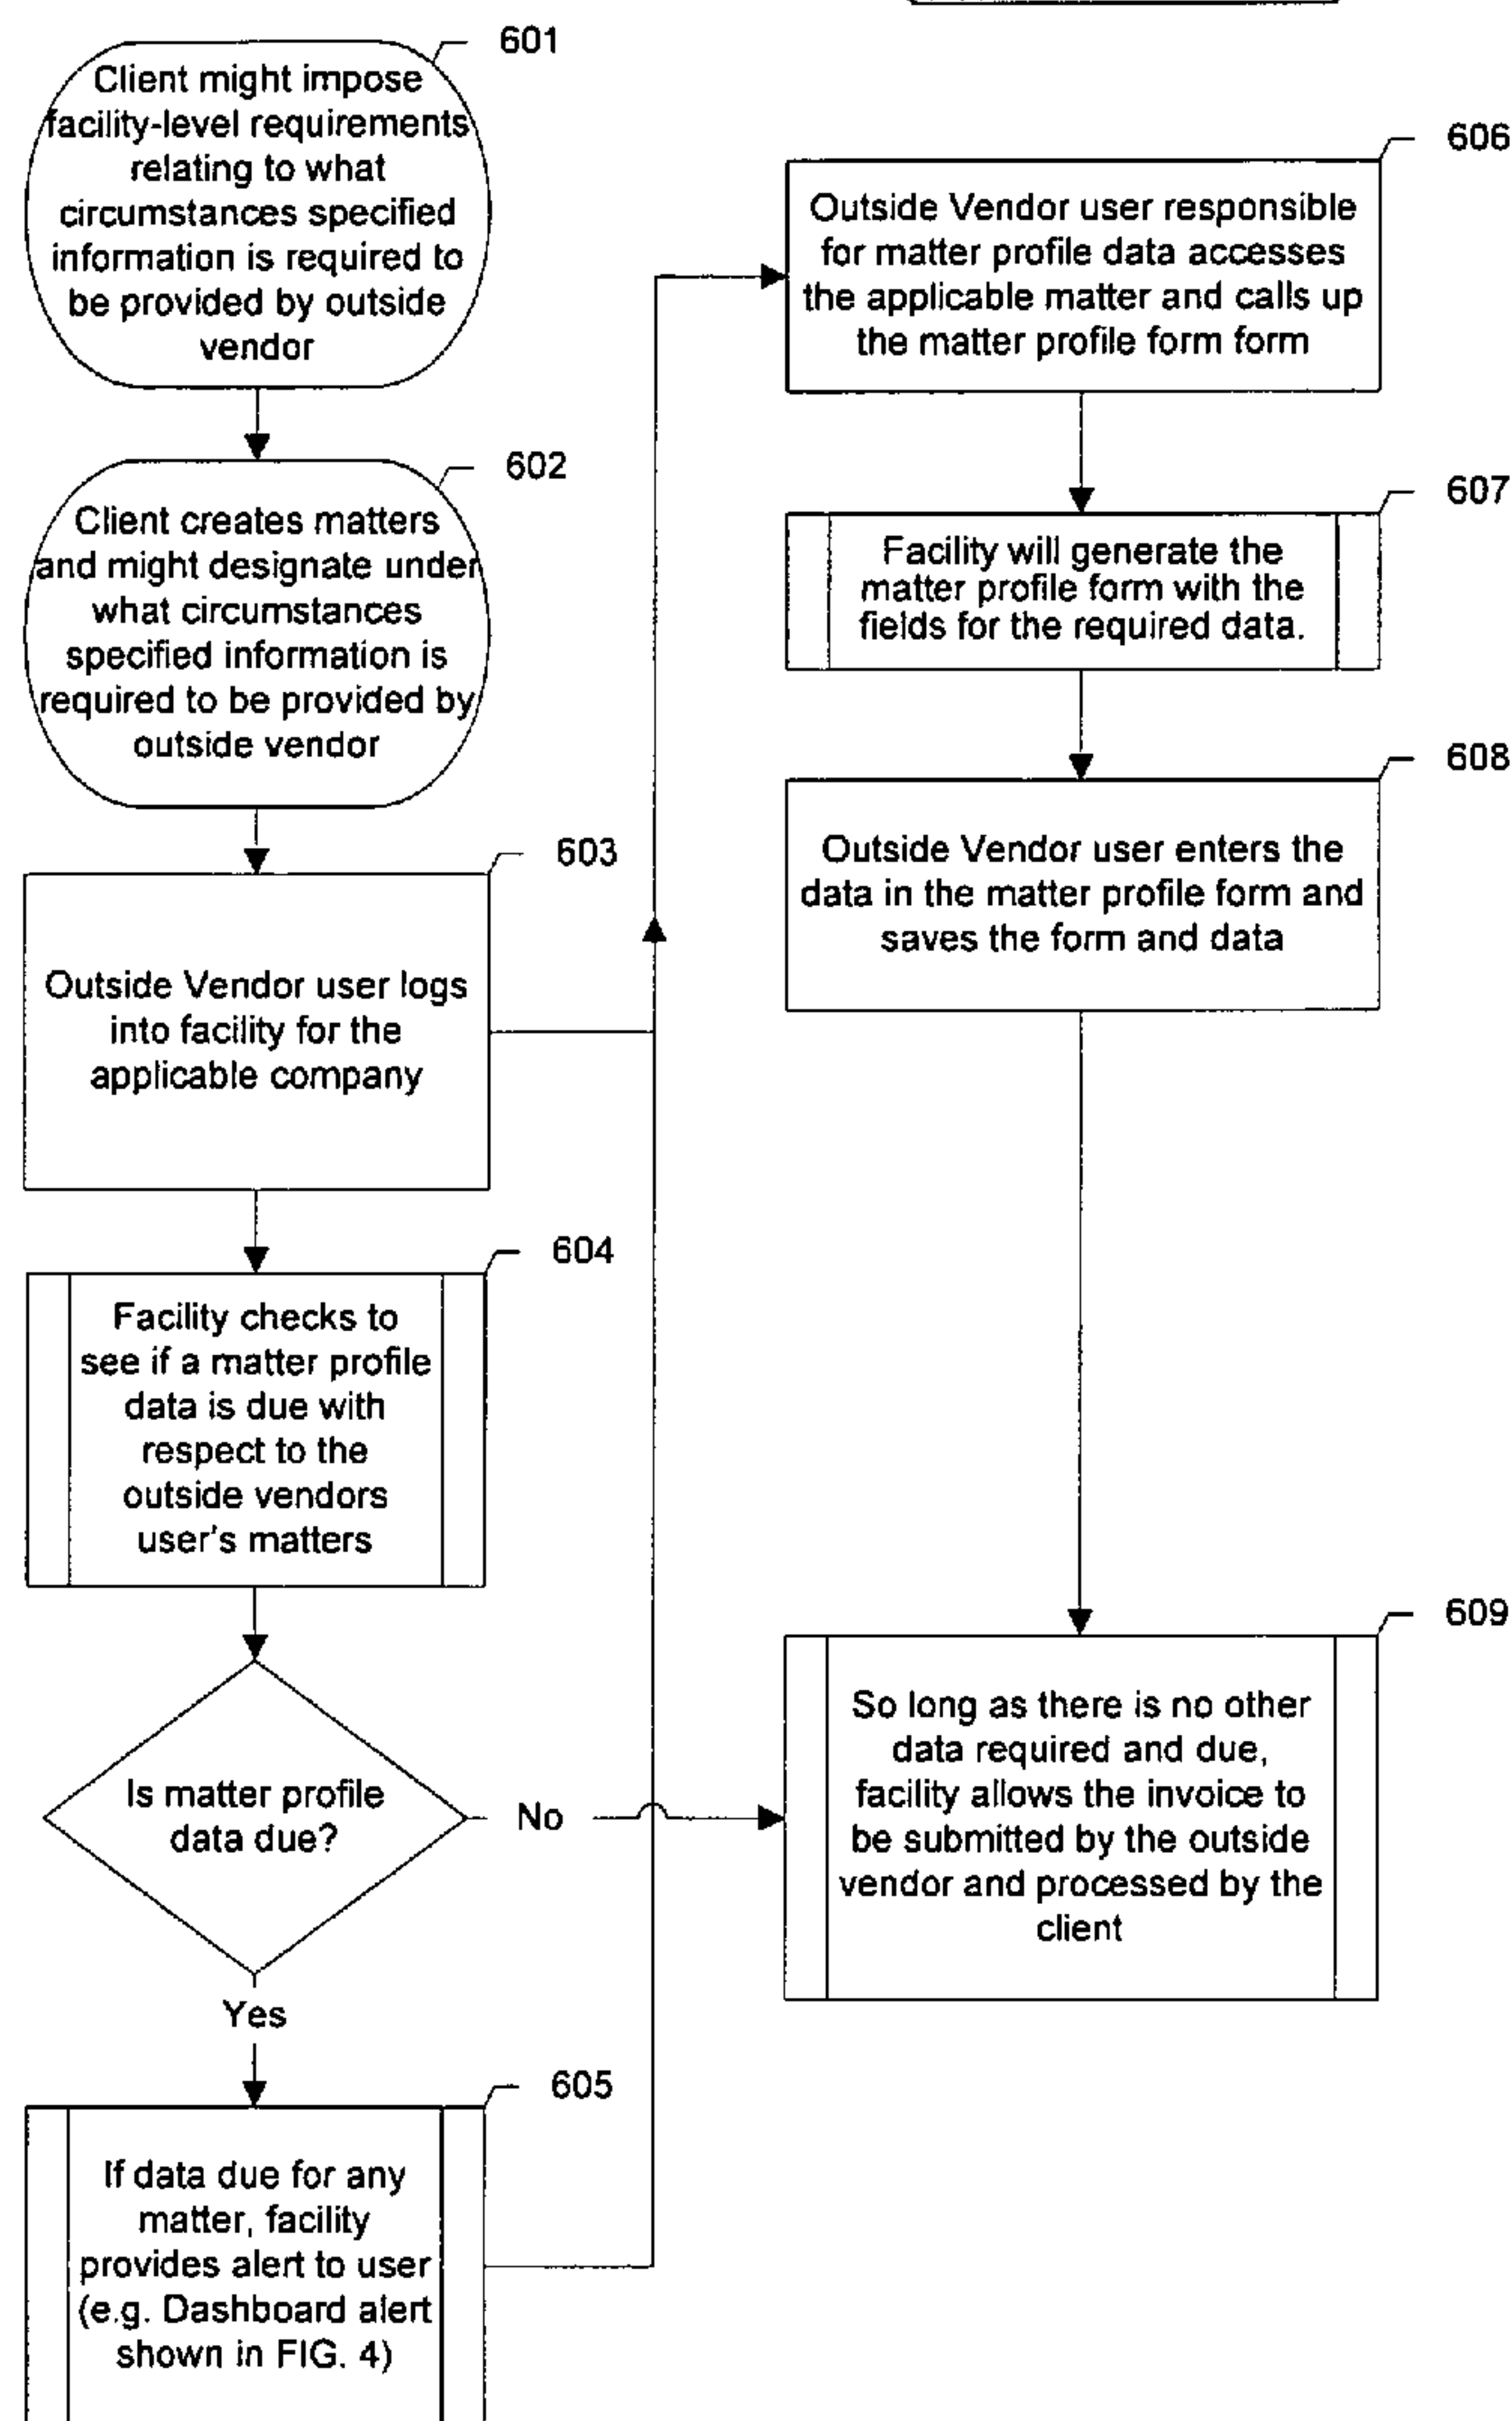 601
Client might impose
facility-level requirements
relating to what
circumstances specified
information is required to
be provided by outside
vendor
602
Client creates matters
and might designate under
what circumstances
specified information is
required to be provided by
outside vendor
603
Outside Vendor user logs
into facility for the
applicable company
604
Facility checks to
see if a matter profile
data is due with
respect to the
outside vendors
user's matters
Is matter profile
data due?
No
Yes
605
If data due for any
matter, facility
provides alert to user
(e.g. Dashboard alert
shown in FIG. 4)
606
Outside Vendor user responsible
for matter profile data accesses
the applicable matter and calls up
the matter profile form form
607
Facility will generate the
matter profile form with the
fields for the required data.
608
Outside Vendor user enters the
data in the matter profile form and
saves the form and data
609
So long as there is no other
data required and due,
facility allows the invoice to
be submitted by the outside
vendor and processed by the
client